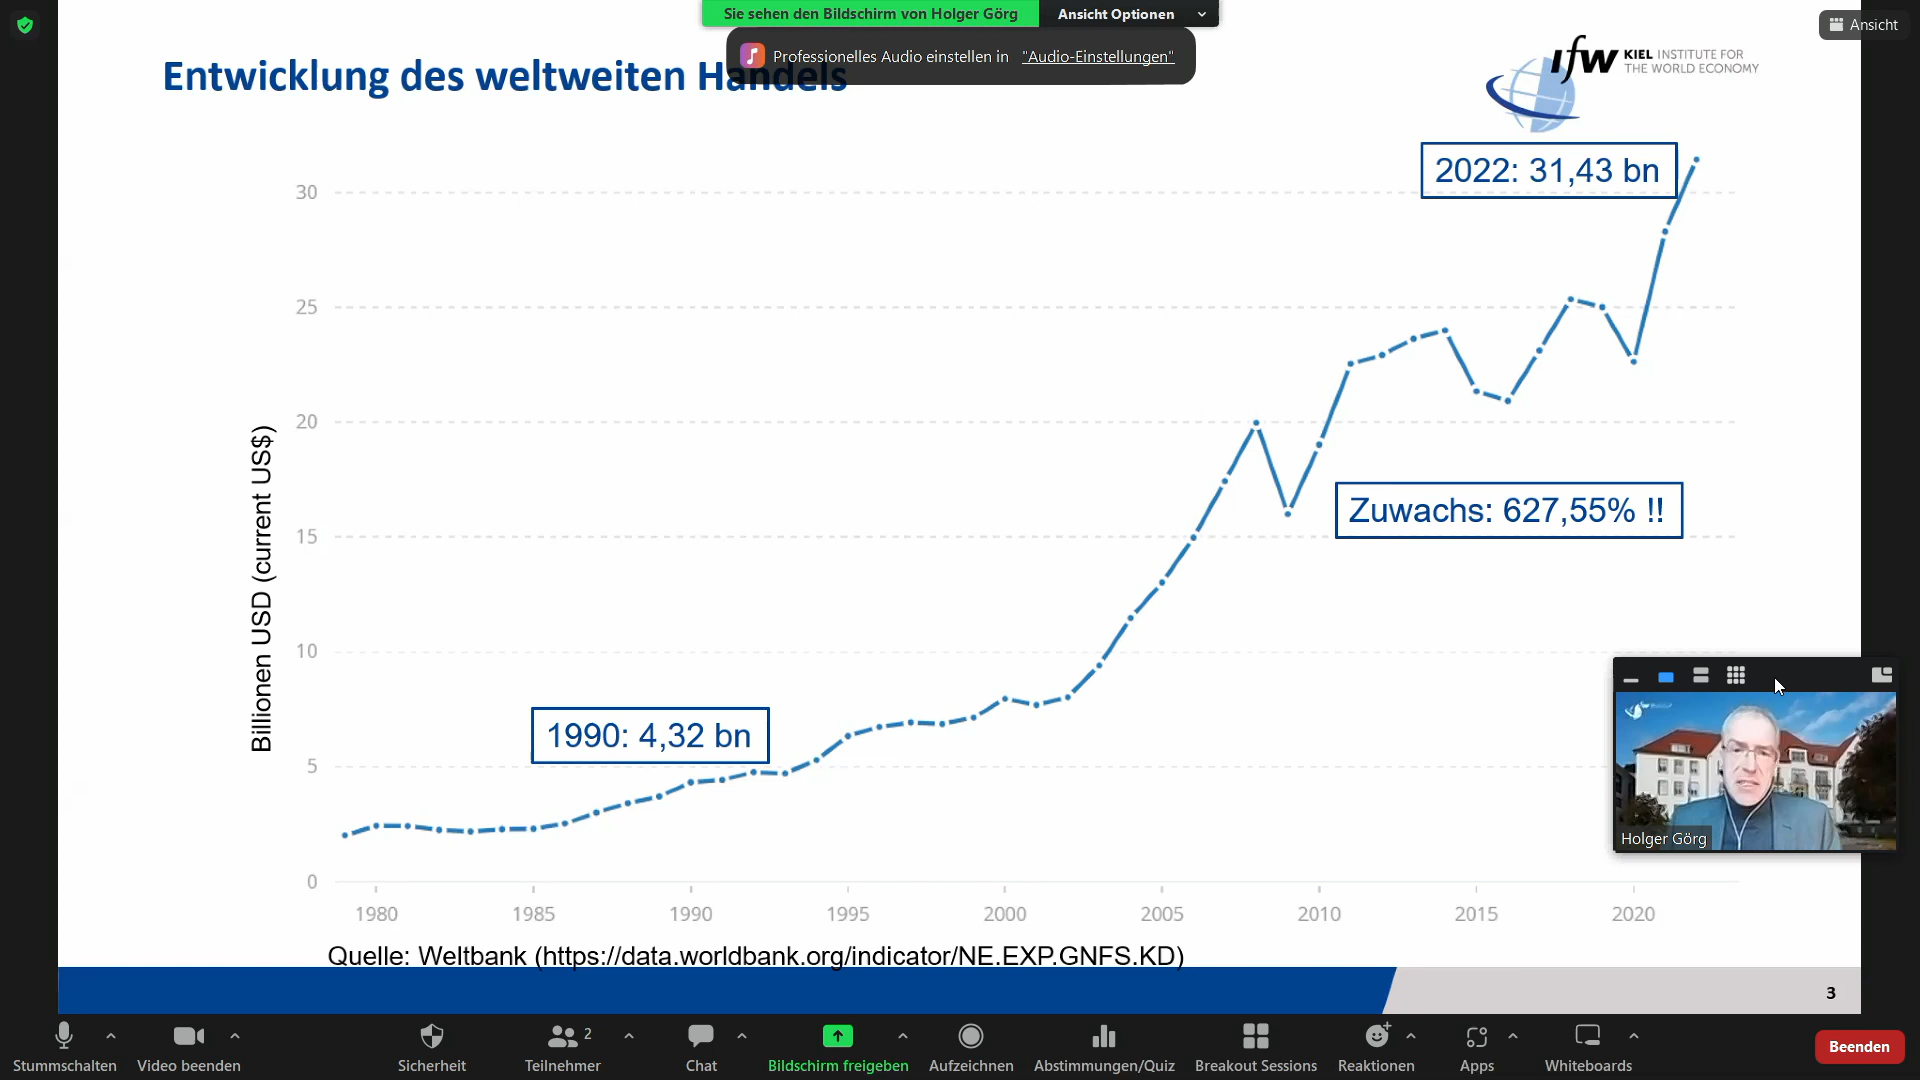 Sie sehen den Bildschirm von Holger Görg
Ansicht Optionen
Ansicht
Professionelles Audio einstellen in "Audio-Einstellungen"
Entwicklung des weltweiten Handels
ifw KIEL INSTITUTE FOR
THE WORLD ECONOMY
2022: 31,43 bn
30
25
20
Zuwachs: 627,55% !!
15
10
1990: 4,32 bn
5
0
Billionen USD (current US$)
1980 1985 1990 1995 2000 2005 2010 2015 2020
Holger Görg
Quelle: Weltbank (https://data.worldbank.org/indicator/NE.EXP.GNFS.KD)
3
2
Stummschalten Video beenden Sicherheit Teilnehmer Chat Bildschirm freigeben Aufzeichnen Abstimmungen/Quiz Breakout Sessions Reaktionen Apps Whiteboards Beenden